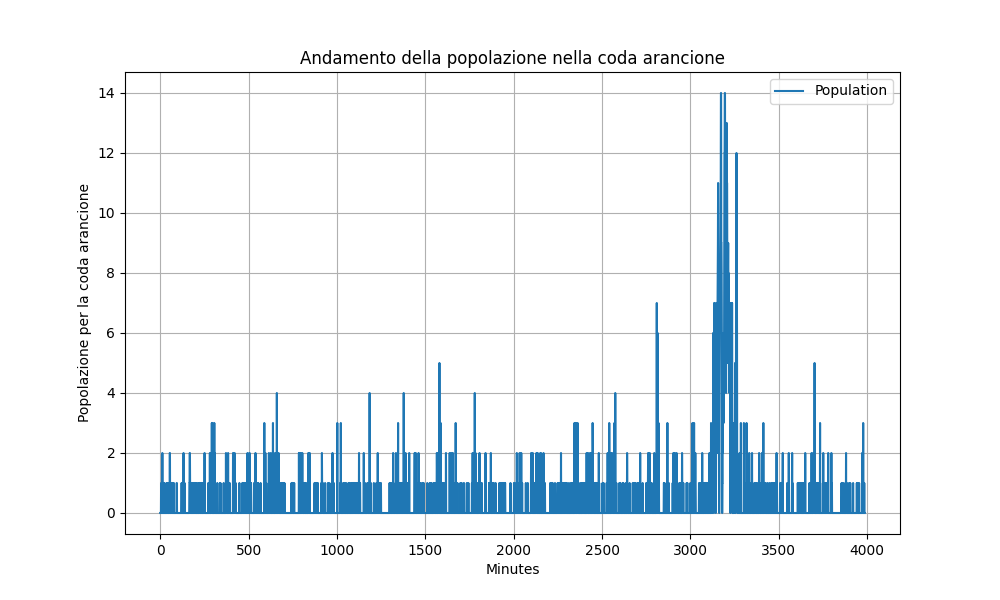 Andamento della popolazione nella coda arancione
Population
Popolazione per la coda arancione
14
12
10
8
6
4
2
0
0 500 1000 1500 2000 2500 3000 3500 4000
Minutes